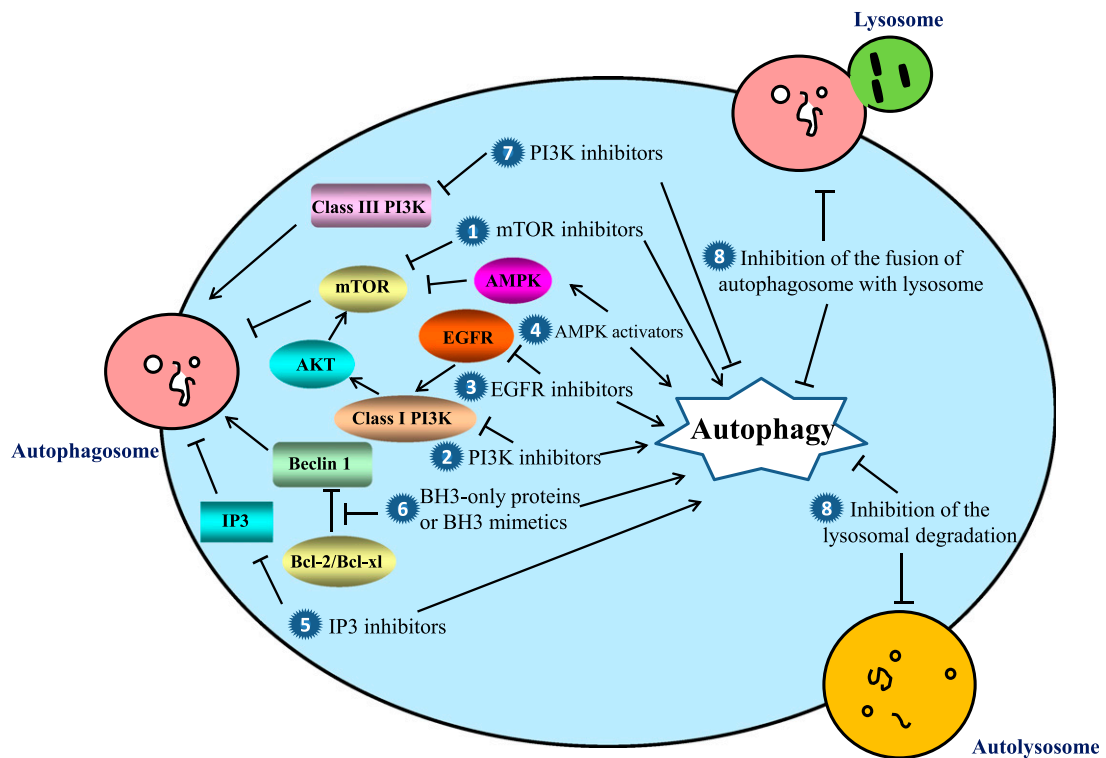 Lysosome
7 PI3K inhibitors
Class III PI3K
1 mTOR inhibitors
8 Inhibition of the fusion of
autophagosome with lysosome
AMPK
mTOR
EGFR
4 AMPK activators
AKT
3 EGFR inhibitors
Class I PI3K
Autophagy
Autophagosome
Beclin 1
2 PI3K inhibitors
6 BH3-only proteins
or BH3 mimetics
IP3
8 Inhibition of the
lysosomal degradation
Bcl-2/Bcl-xl
5 IP3 inhibitors
Autolysosome